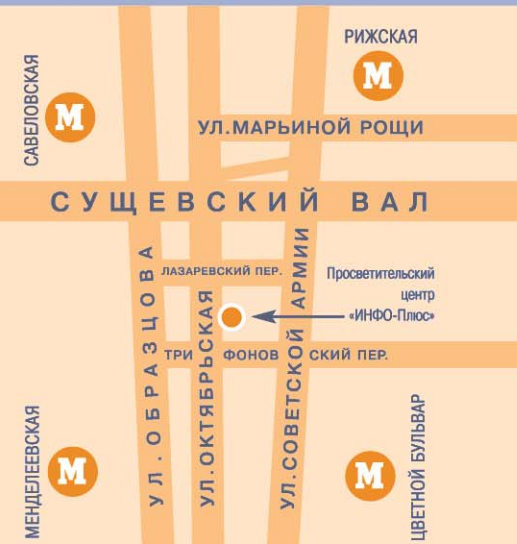 РИЖСКАЯ
М
САВЕЛОВСКАЯ
М
УЛ.МАРЬИНОЙ РОЩИ
СУЩЕВСКИЙ ВАЛ
ЛАЗАРЕВСКИЙ ПЕР.
Просветительский
центр
«ИНФО-Плюс»
ТРИФОНОВСКИЙ ПЕР.
УЛ.ОБРАЗЦОВА
УЛ.ОКТЯБРЬСКАЯ
УЛ.СОВЕТСКОЙ АРМИИ
МЕНДЕЛЕЕВСКАЯ
М
М
ЦВЕТНОЙ БУЛЬВАР